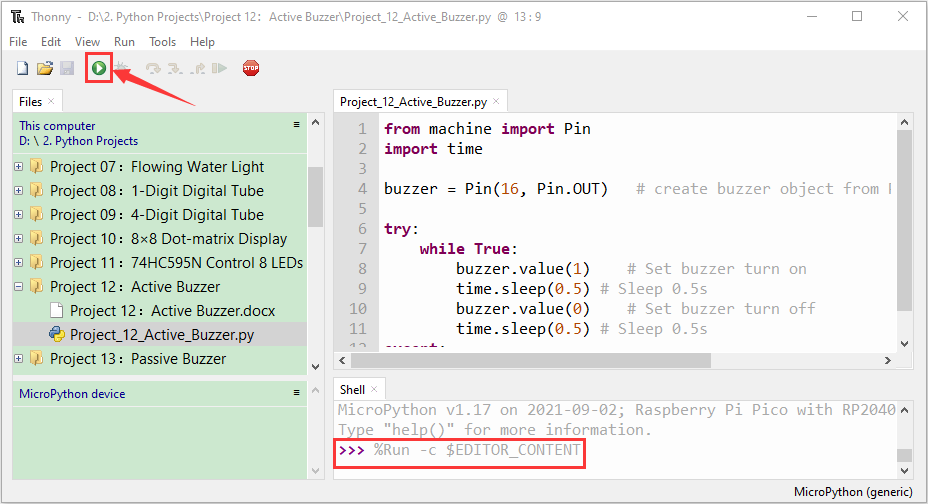 Thonny - D:\2. Python Projects\Project 12：Active Buzzer\Project_12_Active_Buzzer.py @ 13 : 9
File Edit View Run Tools Help
STOP
Files
This computer
D: \ 2. Python Projects
Project 07：Flowing Water Light
Project 08：1-Digit Digital Tube
Project 09：4-Digit Digital Tube
Project 10：8×8 Dot-matrix Display
Project 11：74HC595N Control 8 LEDs
Project 12：Active Buzzer
Project 12：Active Buzzer.docx
Project_12_Active_Buzzer.py
Project 13：Passive Buzzer
MicroPython device
Project_12_Active_Buzzer.py
1 from machine import Pin
2 import time
3
4 buzzer = Pin(16, Pin.OUT) # create buzzer object from
5
6 try:
7 while True:
8 buzzer.value(1) # Set buzzer turn on
9 time.sleep(0.5) # Sleep 0.5s
10 buzzer.value(0) # Set buzzer turn off
11 time.sleep(0.5) # Sleep 0.5s
12 except:
Shell
MicroPython v1.17 on 2021-09-02; Raspberry Pi Pico with RP2040
Type "help()" for more information.
>>> %Run -c $EDITOR_CONTENT
MicroPython (generic)